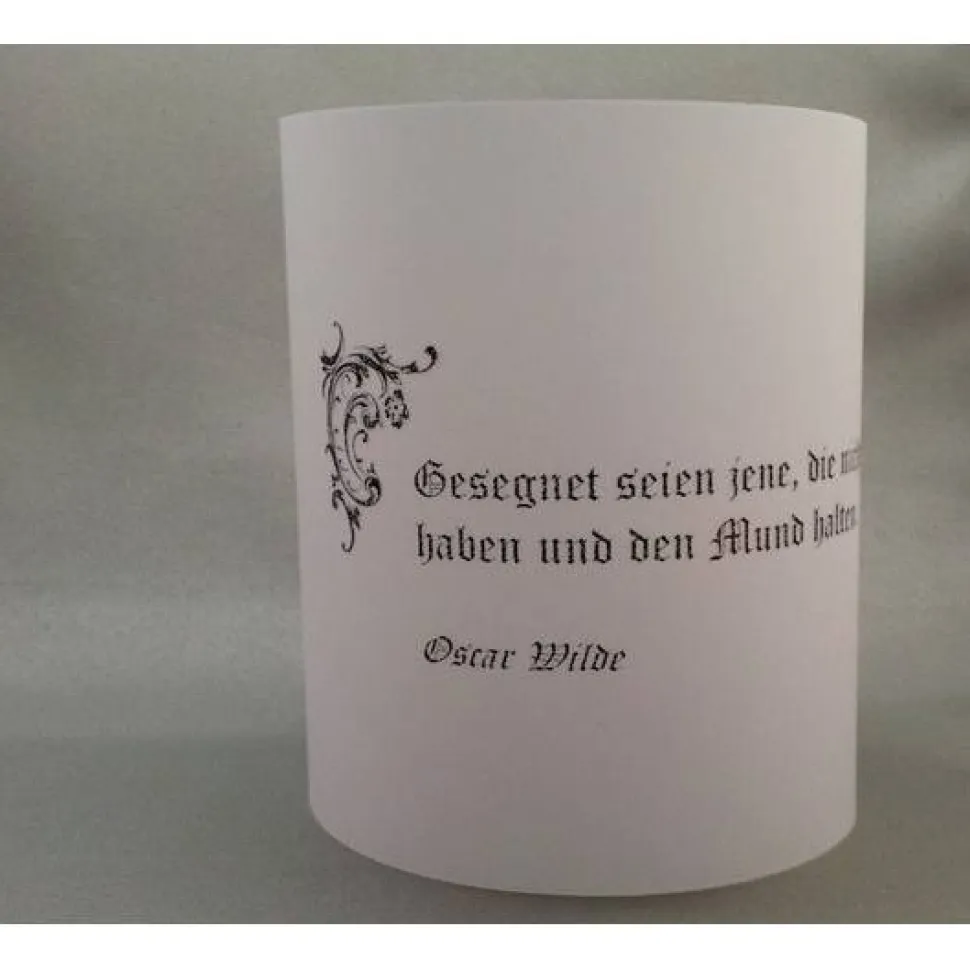 Gesegnet seien jene, die
haben und den Mund halten.
Oscar Wilde